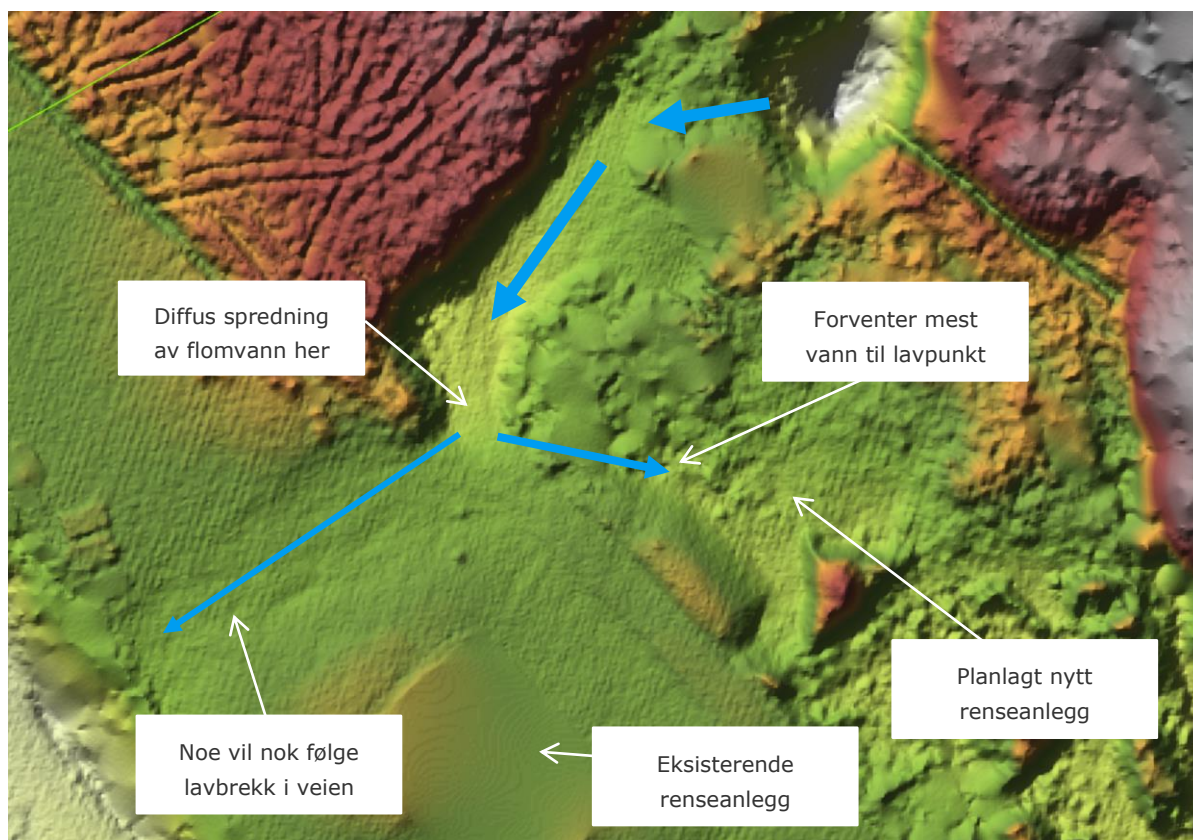 Diffus spredning
av flomvann her
Forventer mest
vann til lavpunkt
Planlagt nytt
renseanlegg
Noe vil nok følge
lavbrekk i veien
Eksisterende
renseanlegg